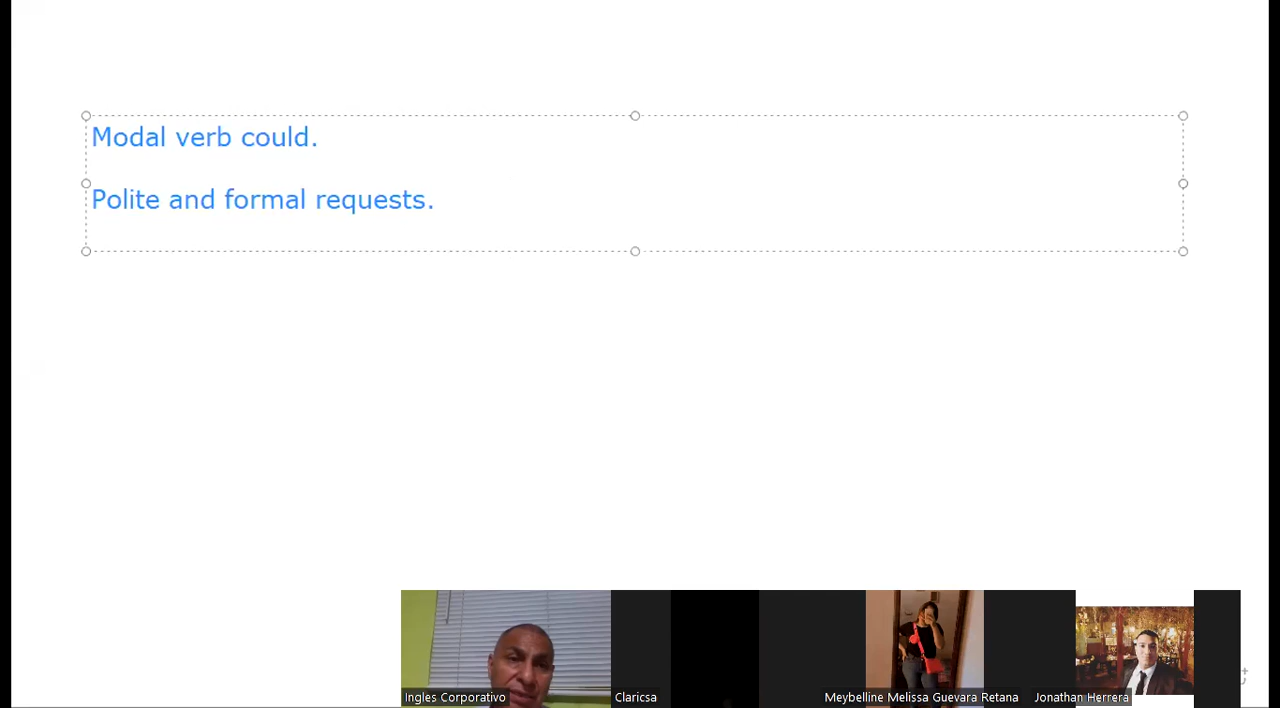 Modal verb could.
Polite and formal requests.
Ingles Corporativo
Claricsa
Meybelline Melissa Guevara Retana
Jonathan Herrera